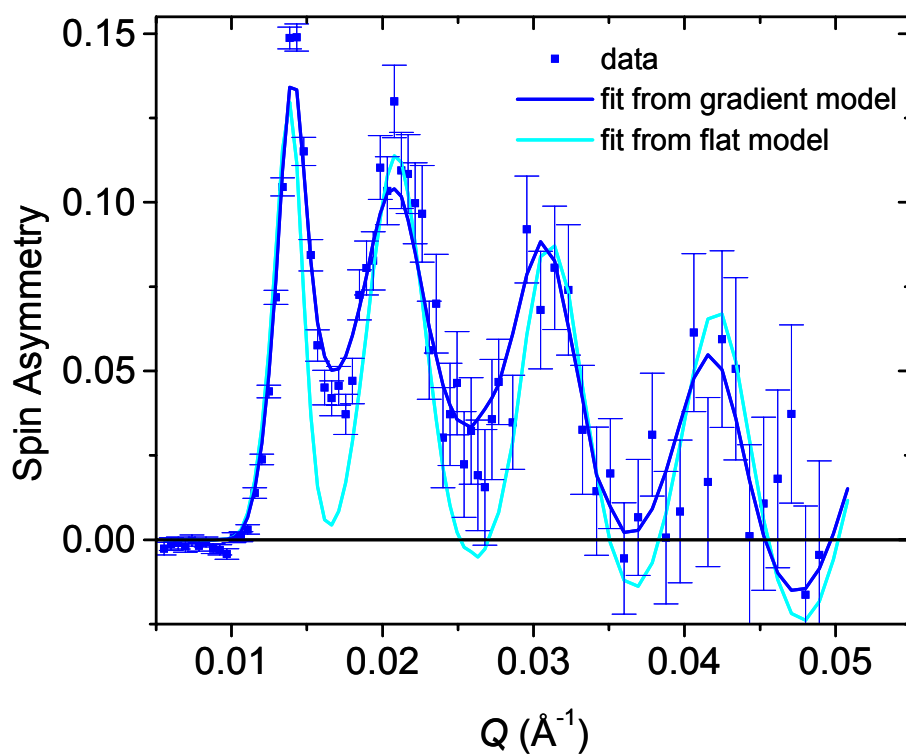 0.15
0.10
0.05
0.00
Spin Asymmetry
data
fit from gradient model
fit from flat model
0.01 0.02 0.03 0.04 0.05
Q (Å⁻¹)